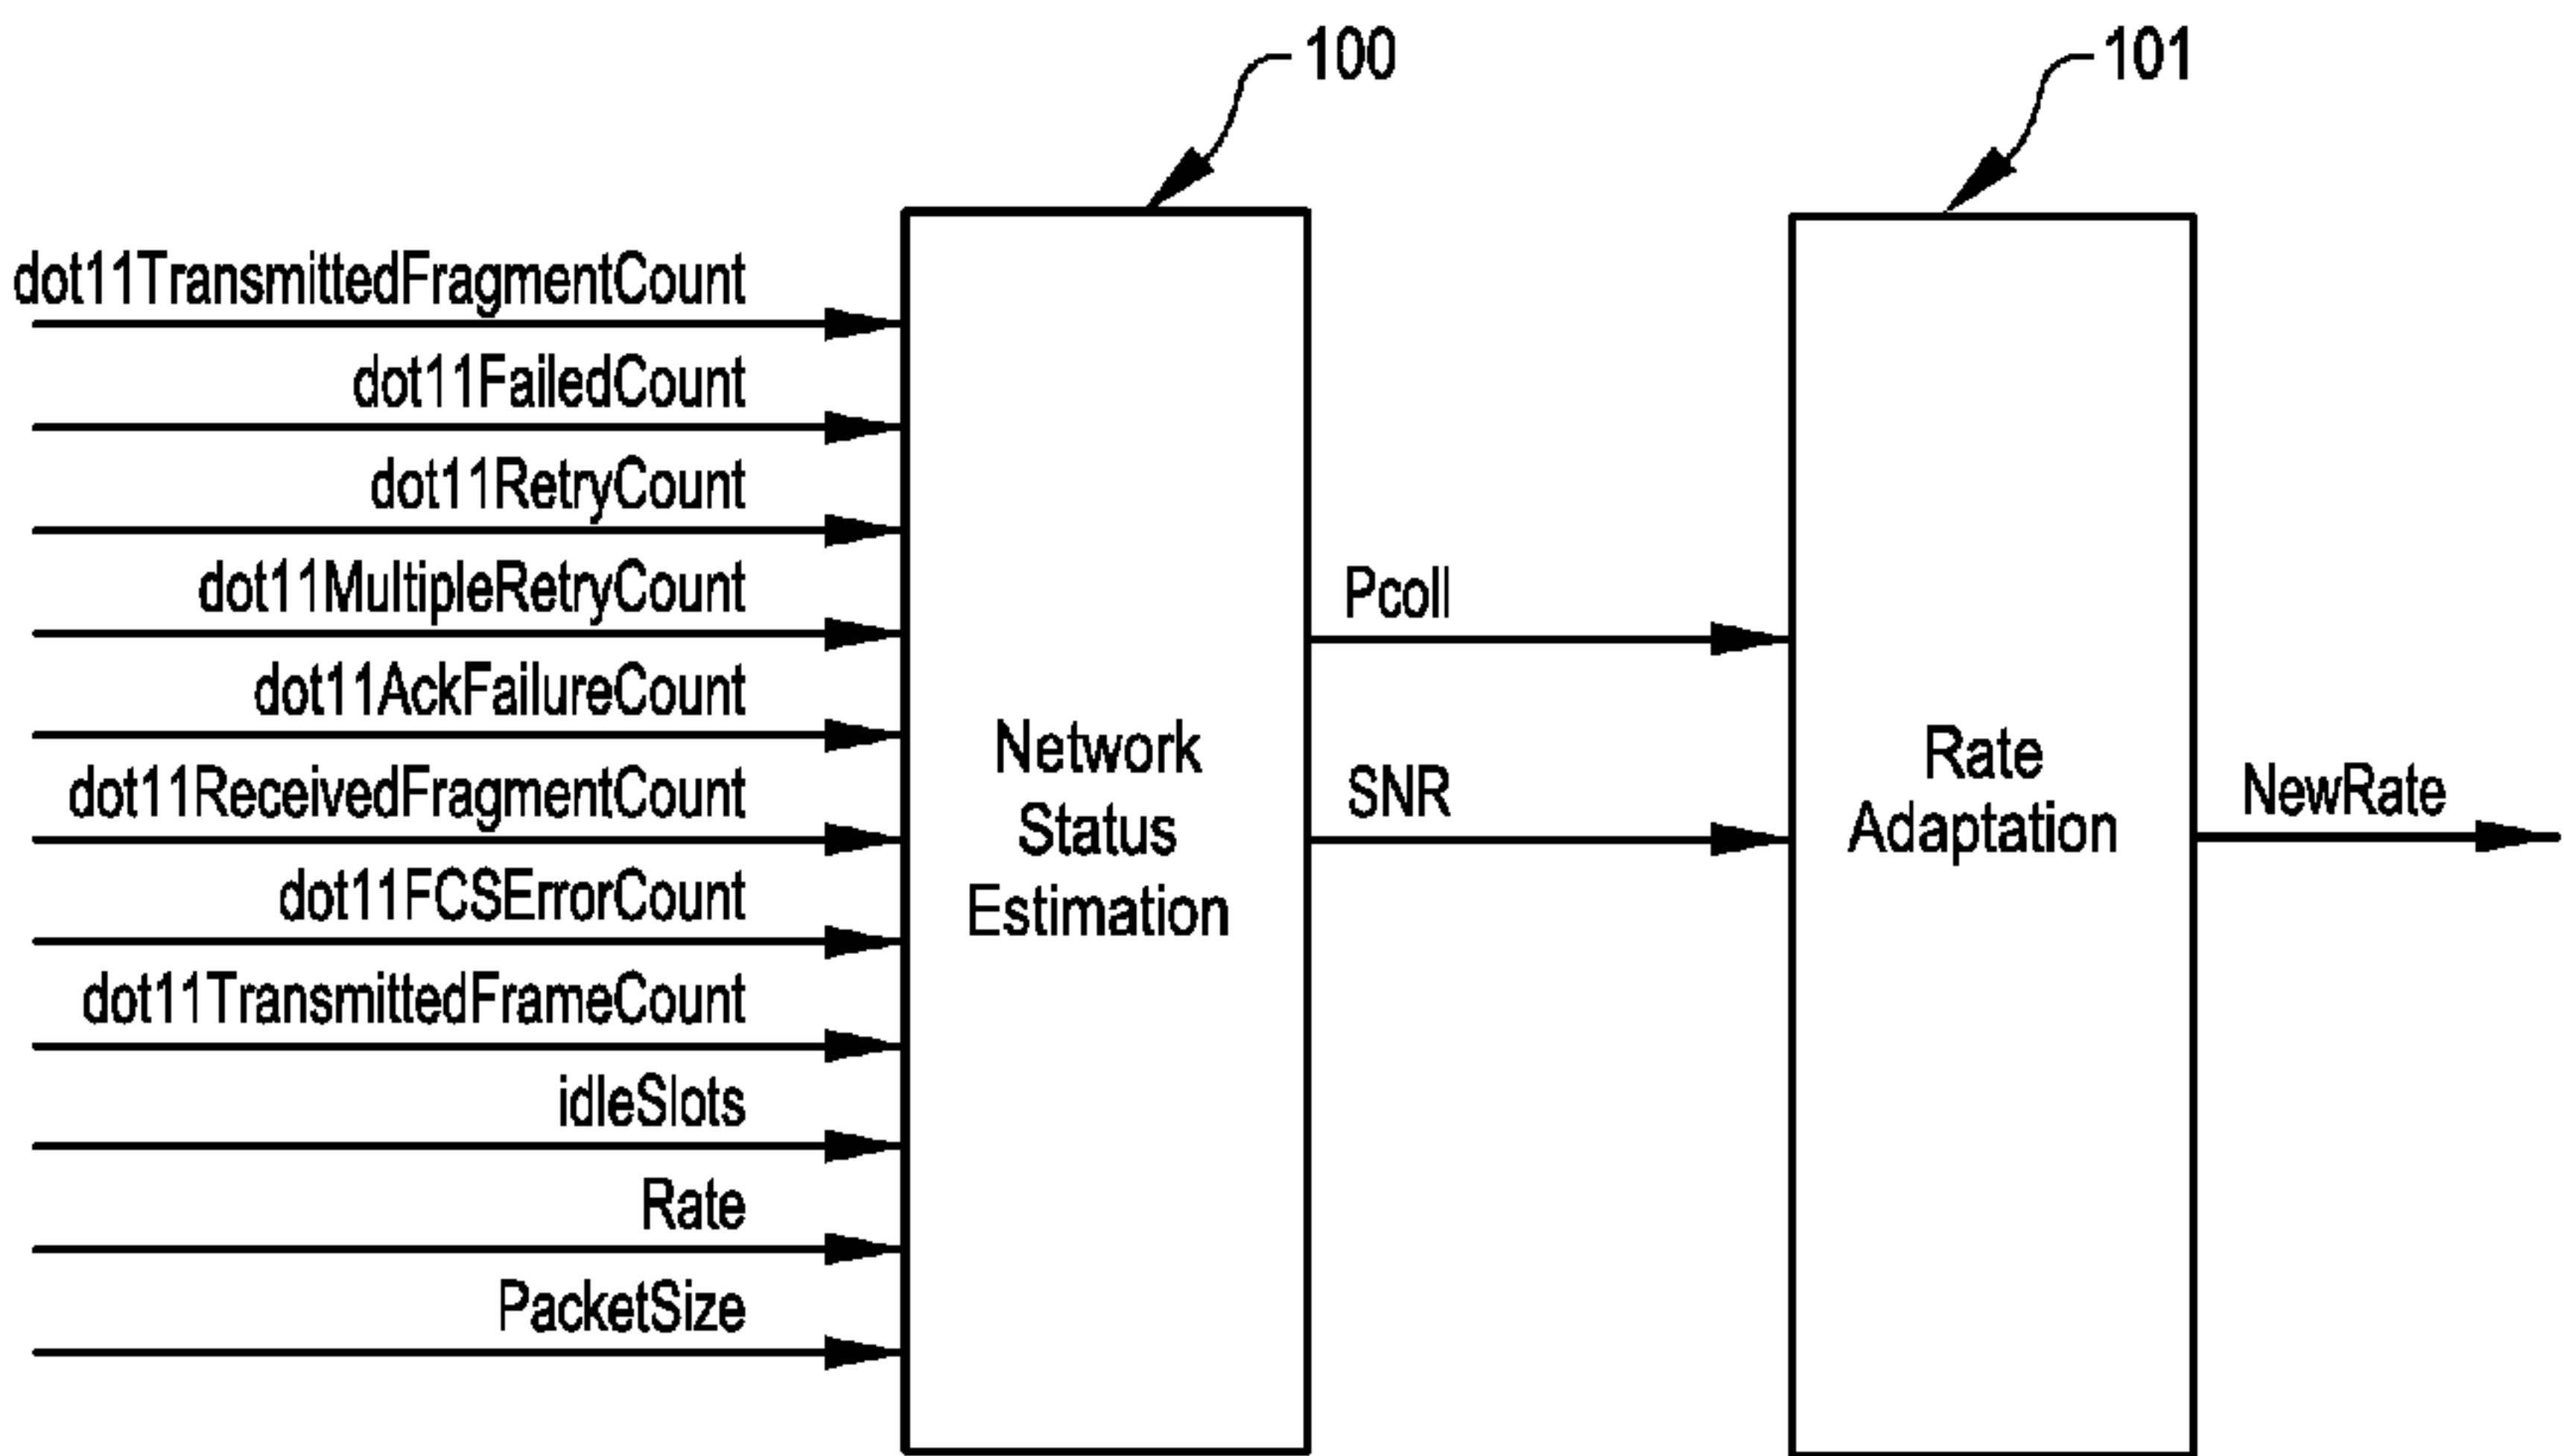 100
101
dot11TransmittedFragmentCount
dot11FailedCount
dot11RetryCount
dot11MultipleRetryCount
dot11AckFailureCount
dot11ReceivedFragmentCount
dot11FCSErrorCount
dot11TransmittedFrameCount
idleSlots
Rate
PacketSize
Network
Status
Estimation
Pcoll
SNR
Rate
Adaptation
NewRate